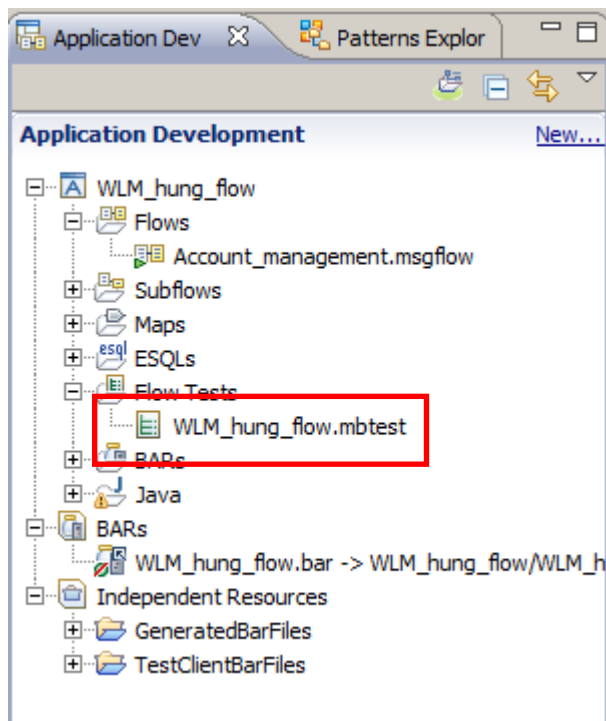 Application Dev
Patterns Explor
Application Development New...
WLM_hung_flow
Flows
Account_management.msgflow
Subflows
Maps
esql ESQLs
Flow Tests
WLM_hung_flow.mbtest
BARs
Java
BARs
WLM_hung_flow.bar -> WLM_hung_flow/WLM_h
Independent Resources
GeneratedBarFiles
TestClientBarFiles